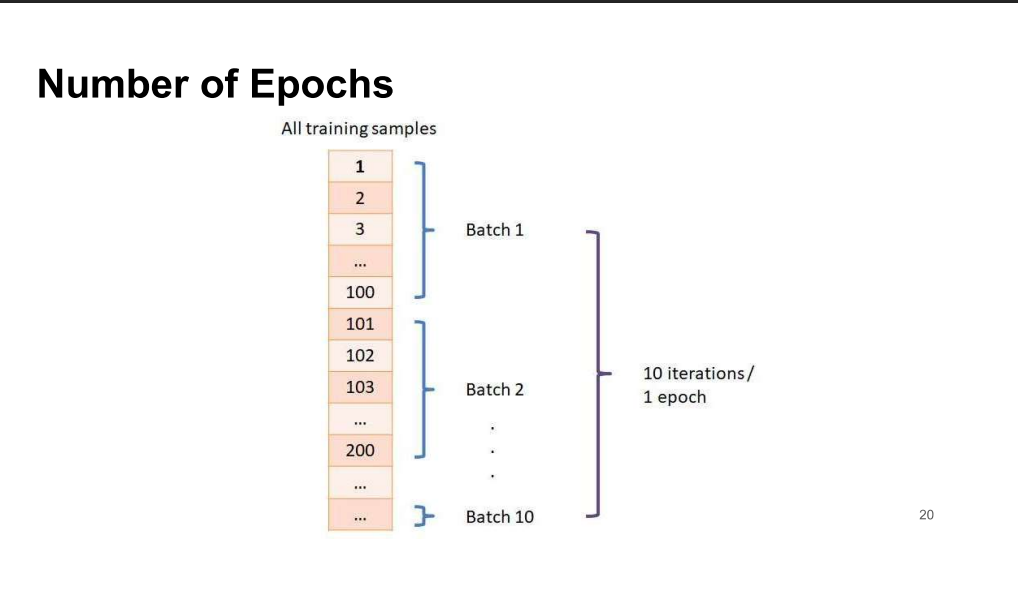 Number of Epochs
All training samples
1
2
3
...
100
101
102
103
...
200
...
...
Batch 1
Batch 2
.
.
.
Batch 10
10 iterations/
1 epoch
20